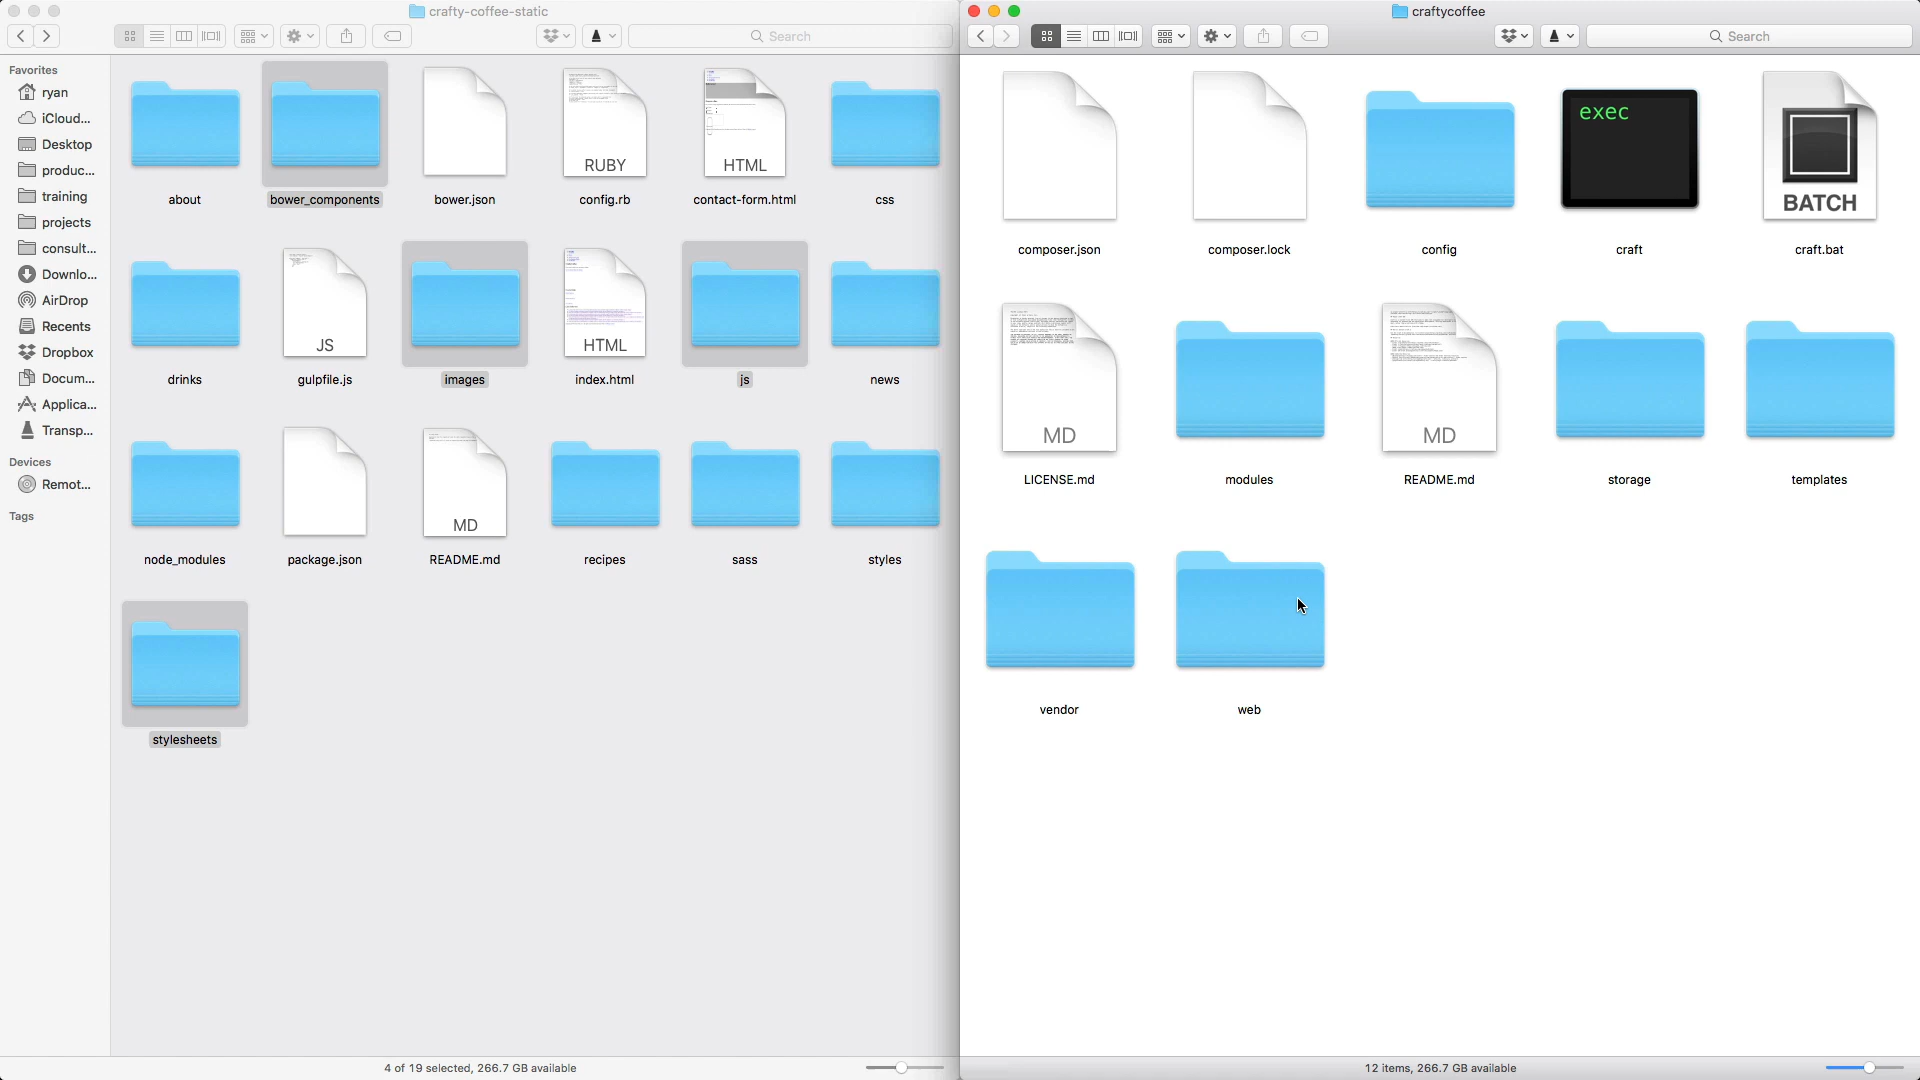 crafty-coffee-static
Search
Favorites
ryan
iCloud...
Desktop
produc...
training
projects
consult...
Downlo...
AirDrop
Recents
Dropbox
Docum...
Applica...
Transp...
Devices
Remot...
Tags
about
bower_components
bower.json
RUBY
config.rb
HTML
contact-form.html
css
drinks
JS
gulpfile.js
images
HTML
index.html
js
news
node_modules
package.json
MD
README.md
recipes
sass
styles
stylesheets
4 of 19 selected, 266.7 GB available
craftycoffee
Search
composer.json
composer.lock
config
exec
craft
BATCH
craft.bat
MD
LICENSE.md
modules
MD
README.md
storage
templates
vendor
web
12 items, 266.7 GB available